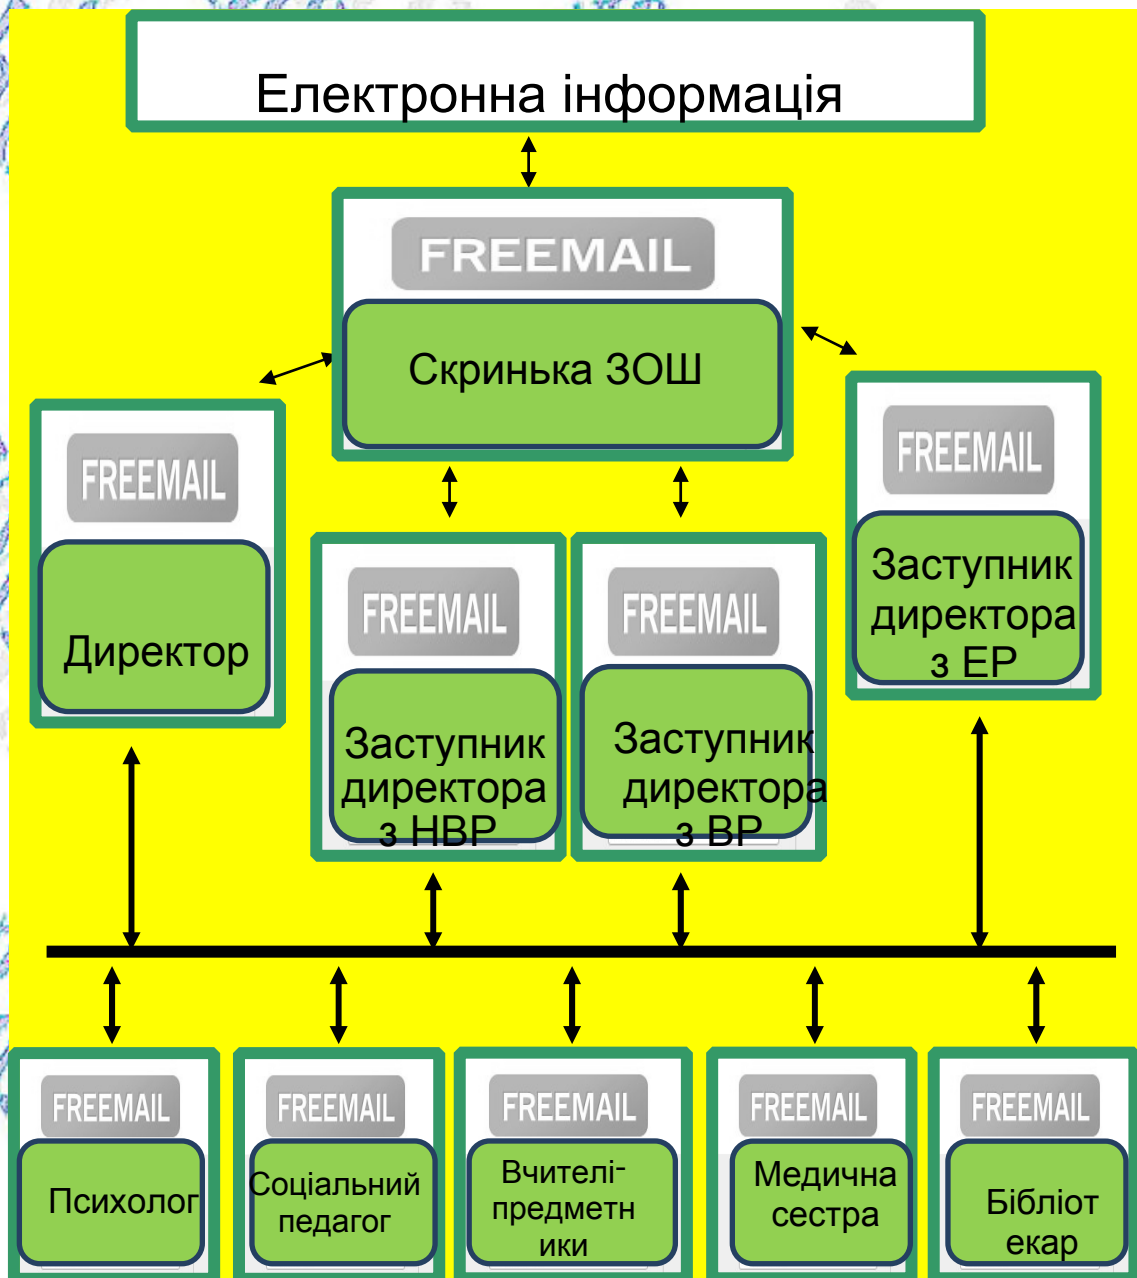 Електронна інформація
FREEMAIL
Скринька ЗОШ
FREEMAIL
Директор
FREEMAIL
Заступник
директора
з НВР
FREEMAIL
Заступник
директора
з ВР
FREEMAIL
Заступник
директора
з ЕР
FREEMAIL
Психолог
FREEMAIL
Соціальний
педагог
FREEMAIL
Вчителі-
предметн
ики
FREEMAIL
Медична
сестра
FREEMAIL
Бібліот
екар